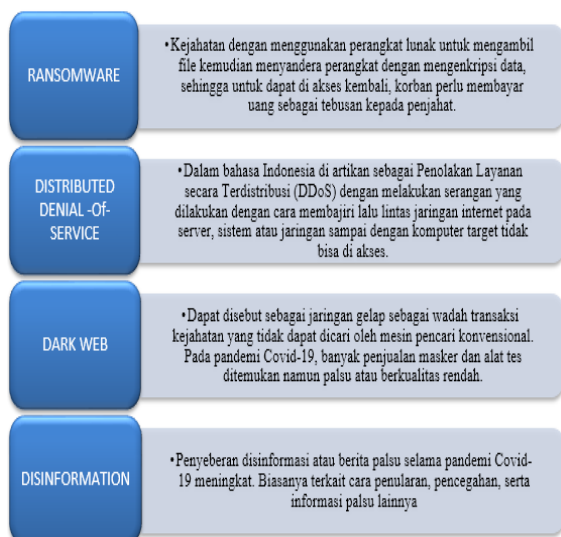 RANSOMWARE
•Kejahatan dengan menggunakan perangkat lunak untuk mengambil
file kemudian menyandera perangkat dengan mengenkripsi data,
sehingga untuk dapat di akses kembali, korban perlu membayar
uang sebagai tebusan kepada penjahat.
DISTRIBUTED
DENIAL -Of-
SERVICE
•Dalam bahasa Indonesia di artikan sebagai Penolakan Layanan
secara Terdistribusi (DDoS) dengan melakukan serangan yang
dilakukan dengan cara membajiri lalu lintas jaringan internet pada
server, sistem atau jaringan sampai dengan komputer target tidak
bisa di akses.
DARK WEB
•Dapat disebut sebagai jaringan gelap sebagai wadah transaksi
kejahatan yang tidak dapat dicari oleh mesin pencari konvensional.
Pada pandemi Covid-19, banyak penjualan masker dan alat tes
ditemukan namun palsu atau berkualitas rendah.
DISINFORMATION
•Penyeberan disinformasi atau berita palsu selama pandemi Covid-
19 meningkat. Biasanya terkait cara penularan, pencegahan, serta
informasi palsu lainnya